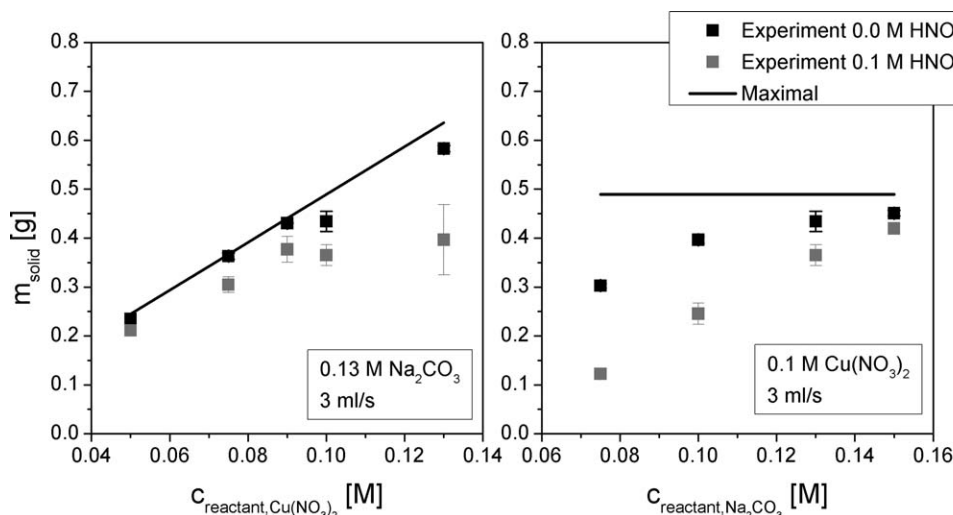 Experiment 0.0 M HNO
Experiment 0.1 M HNO
Maximal
m_solid [g]
0.8
0.7
0.6
0.5
0.4
0.3
0.2
0.1
0.0
0.13 M Na₂CO₃
3 ml/s
0.04 0.06 0.08 0.10 0.12 0.14
c_reactant,Cu(NO₃)₂ [M]
0.8
0.7
0.6
0.5
0.4
0.3
0.2
0.1
0.0
0.1 M Cu(NO₃)₂
3 ml/s
0.08 0.10 0.12 0.14 0.16
c_reactant,Na₂CO₃ [M]